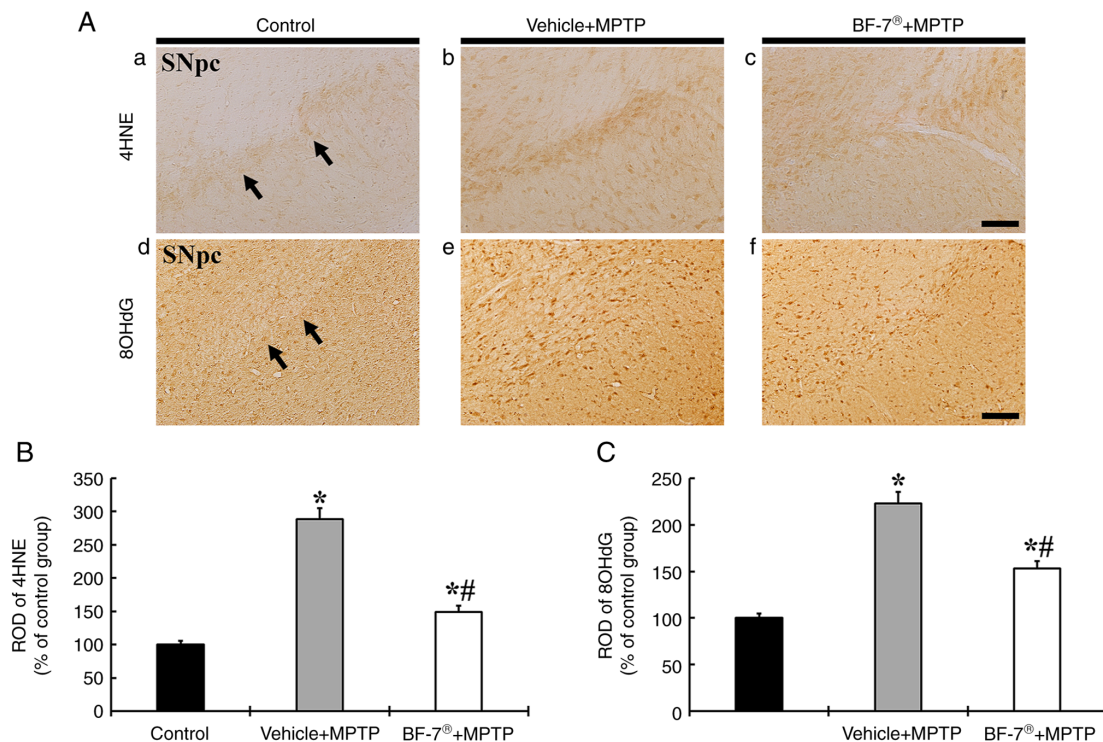 A
Control
Vehicle+MPTP
BF-7®+MPTP
a
SNpc
b
c
4HNE
d
SNpc
e
f
8OHdG
B
ROD of 4HNE
(% of control group)
350
300
250
200
150
100
50
0
*
*#
Control
Vehicle+MPTP
BF-7®+MPTP
C
ROD of 8OHdG
(% of control group)
250
200
150
100
50
0
*
*#
Vehicle+MPTP
BF-7®+MPTP